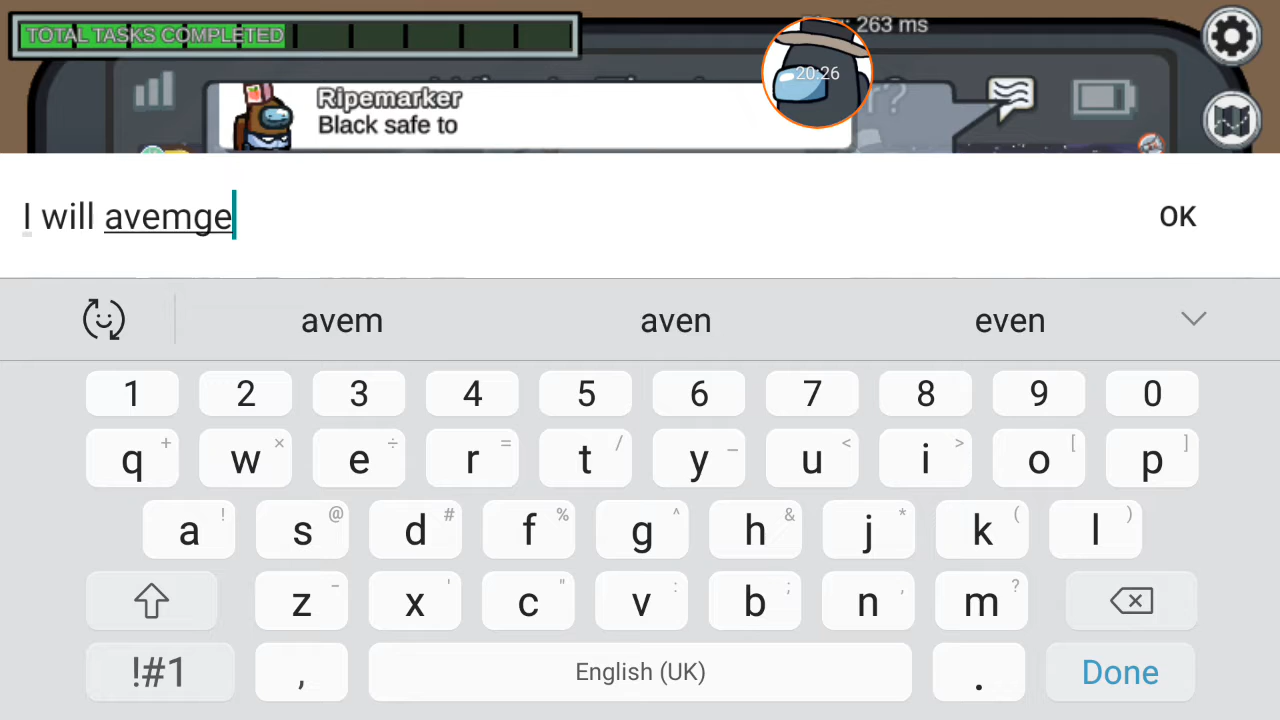 TOTAL TASKS COMPLETED
263 ms
20:26
Ripemarker
Black safe to
I will avemge
OK
avem aven even
1 2 3 4 5 6 7 8 9 0
q + w × e ÷ r = t / y _ u < i > o [ p ]
a ! s @ d # f % g ^ h & j * k ( l )
z - x ' c " v : b ; n , m ?
!#1 , English (UK) . Done